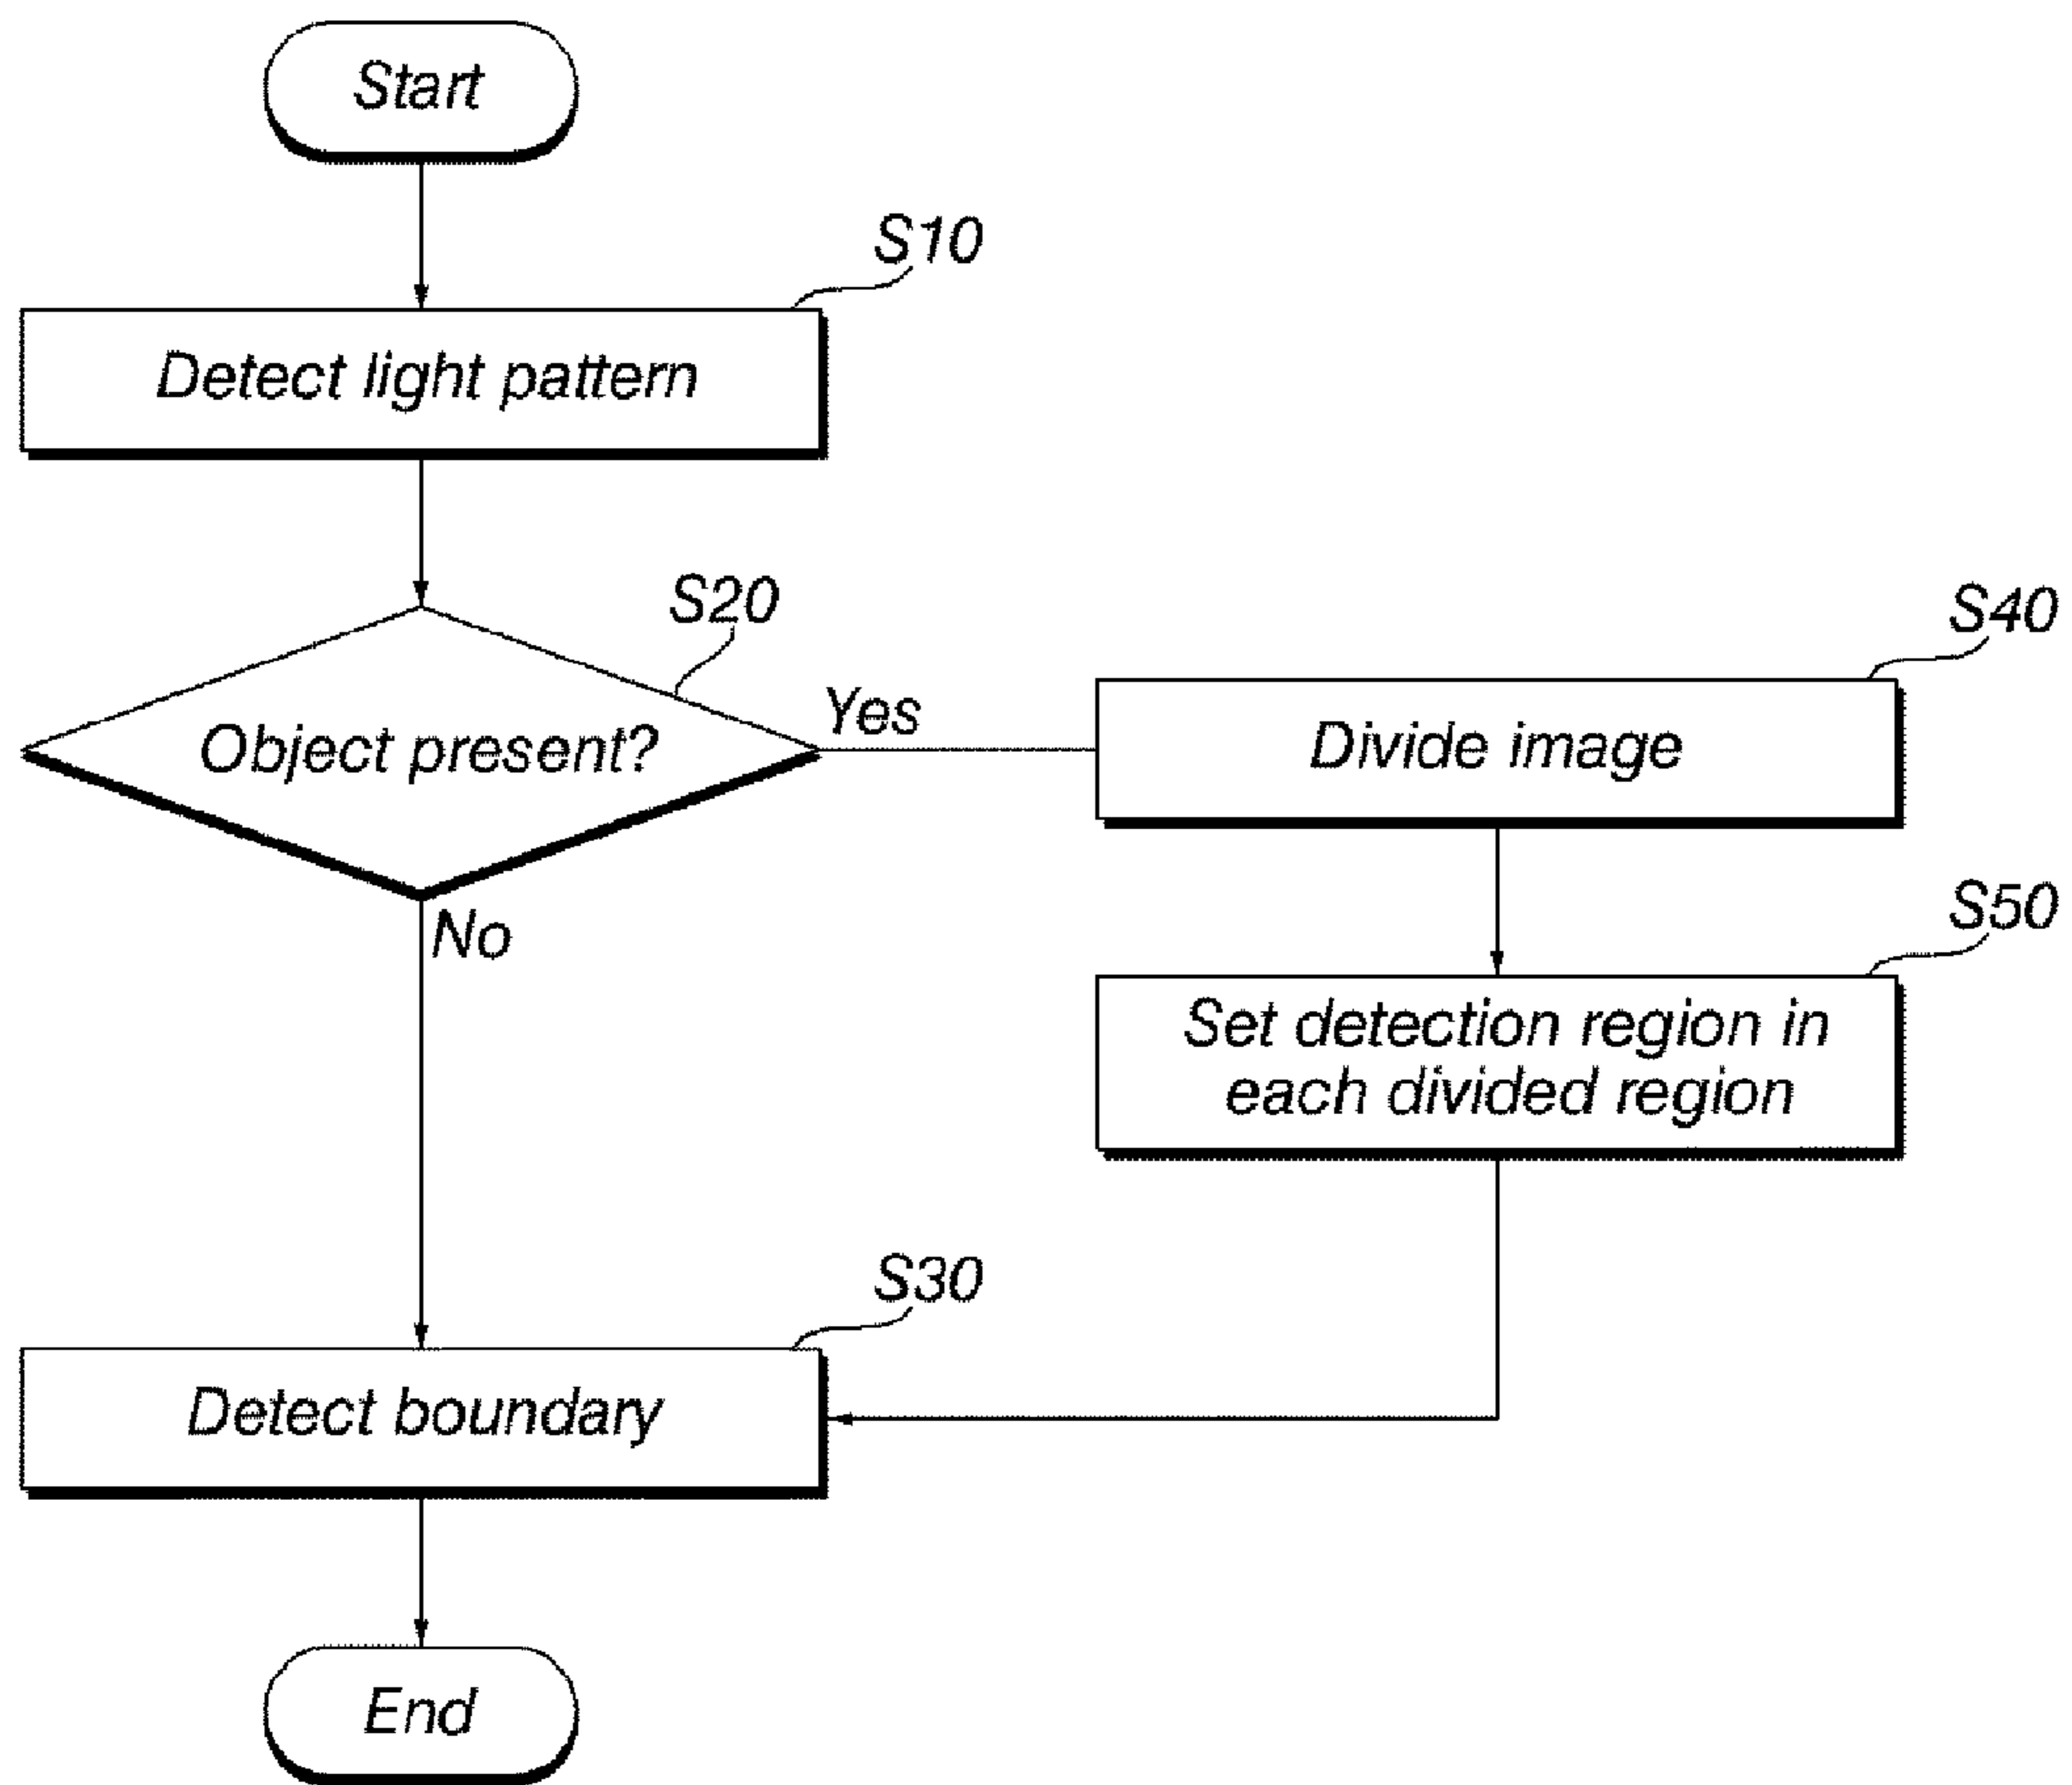 Start
S10
Detect light pattern
S20
Object present?
Yes
No
S40
Divide image
S50
Set detection region in
each divided region
S30
Detect boundary
End